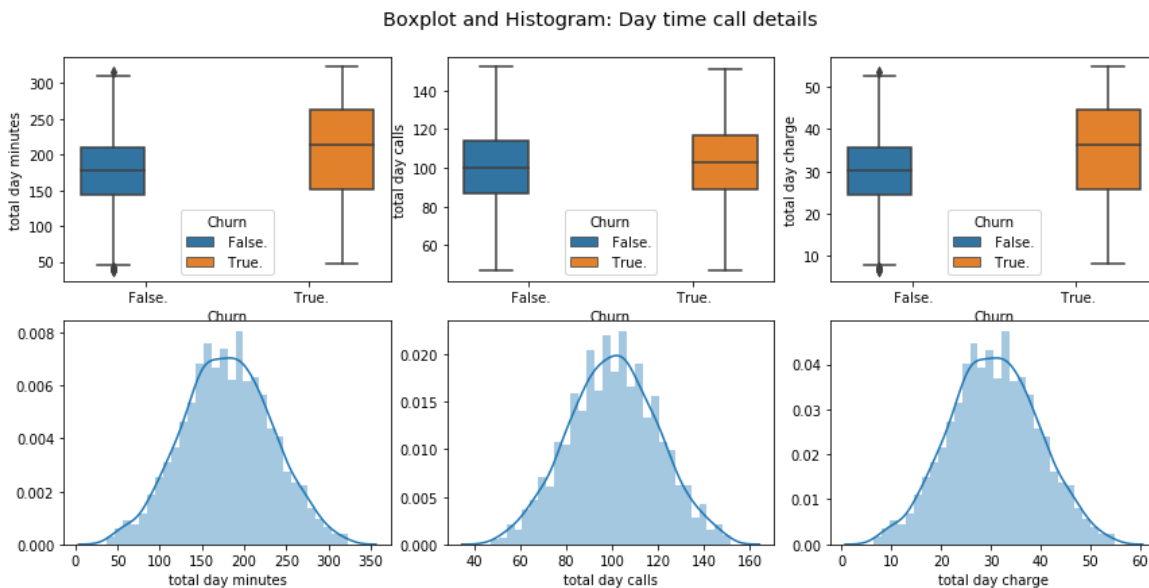 Boxplot and Histogram: Day time call details
total day minutes
300
250
200
150
100
50
Churn
False.
True.
False. True.
Churn
total day calls
140
120
100
80
60
Churn
False.
True.
False. True.
Churn
total day charge
50
40
30
20
10
Churn
False.
True.
False. True.
Churn
0.008
0.006
0.004
0.002
0.000
0 50 100 150 200 250 300 350
total day minutes
0.020
0.015
0.010
0.005
0.000
40 60 80 100 120 140 160
total day calls
0.04
0.03
0.02
0.01
0.00
0 10 20 30 40 50 60
total day charge